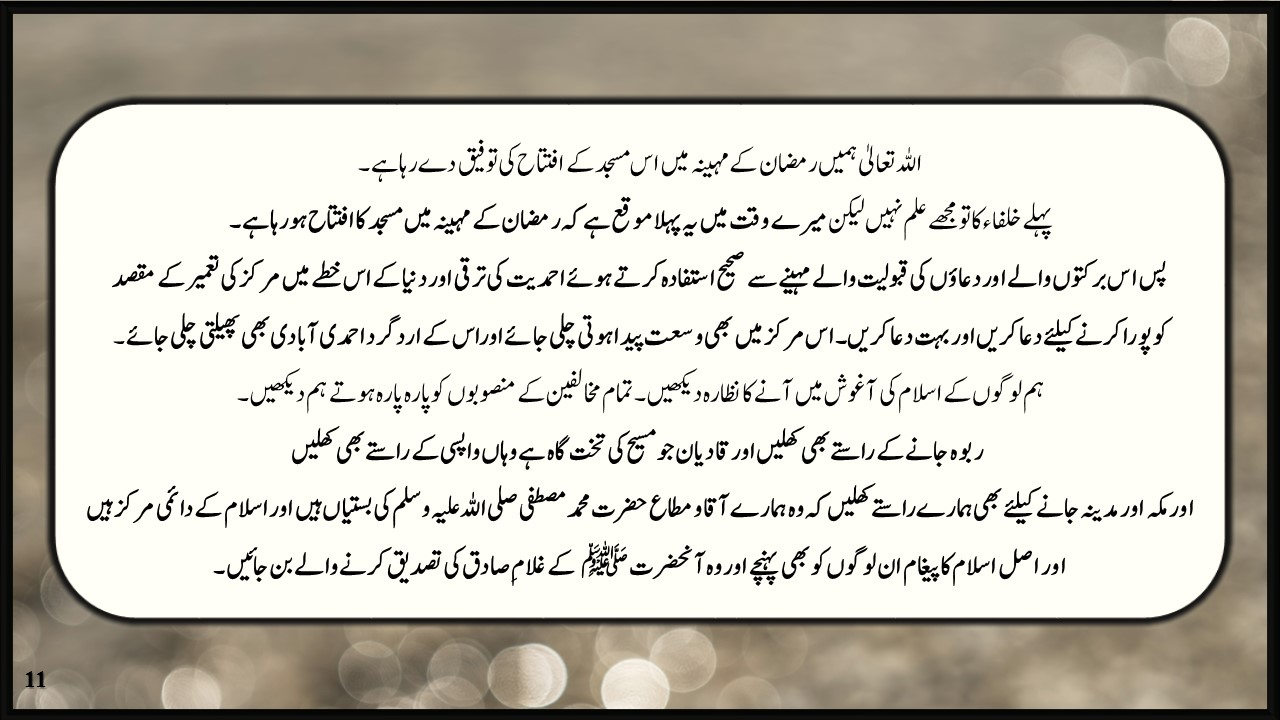 اللہ تعالیٰ ہمیں رمضان کے مہینہ میں اس مسجد کے افتتاح کی توفیق دے رہا ہے۔
پہلے خلفاء کا تو مجھے علم نہیں لیکن میرے وقت میں یہ پہلا موقع ہے کہ رمضان کے مہینہ میں مسجد کا افتتاح ہو رہا ہے۔
پس اس برکتوں والے اور دعاؤں کی قبولیت والے مہینے سے صحیح استفادہ کرتے ہوئے احمدیت کی ترقی اور دنیا کے اس خطے میں مرکز کی تعمیر کے مقصد
کو پورا کرنے کیلئے دعا کریں اور بہت دعا کریں۔ اس مرکز میں بھی وسعت پیدا ہوتی چلی جائے اور اس کے ارد گرد احمدی آبادی بھی پھیلتی چلی جائے۔
ہم لوگوں کے اسلام کی آغوش میں آنے کا نظارہ دیکھیں۔ تمام مخالفین کے منصوبوں کو پارہ پارہ ہوتے ہم دیکھیں۔
ربوہ جانے کے راستے بھی کھلیں اور قادیان جو مسیح کی تخت گاہ ہے وہاں واپسی کے راستے بھی کھلیں
اور مکہ اور مدینہ جانے کیلئے بھی ہمارے راستے کھلیں کہ وہ ہمارے آقا و مطاع حضرت محمد مصطفی صلی اللہ علیہ وسلم کی بستیاں ہیں اور اسلام کے دائمی مرکز ہیں
اور اصل اسلام کا پیغام ان لوگوں کو بھی پہنچے اور وہ آنحضرت ﷺ کے غلامِ صادق کی تصدیق کرنے والے بن جائیں۔
11